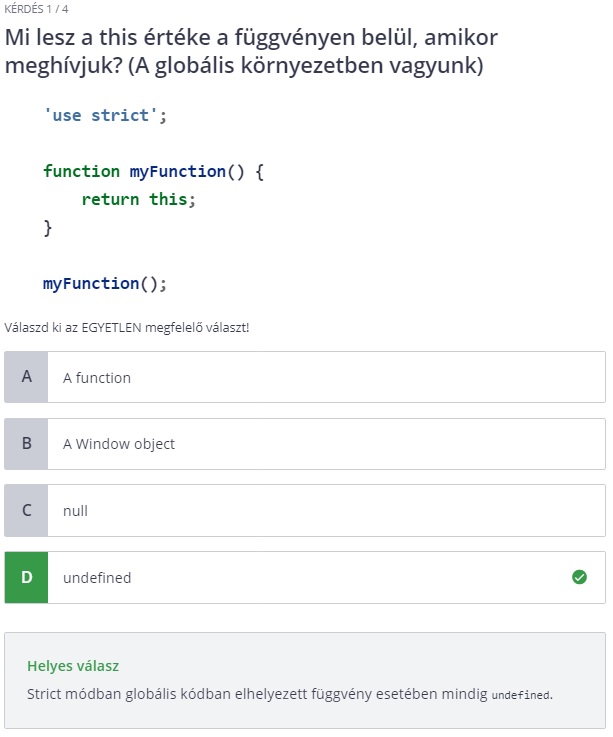 KÉRDÉS 1 / 4
Mi lesz a this értéke a függvényen belül, amikor
meghívjuk? (A globális környezetben vagyunk)
'use strict';
function myFunction() {
    return this;
}
myFunction();
Válaszd ki az EGYETLEN megfelelő választ!
A A function
B A Window object
C null
D undefined
Helyes válasz
Strict módban globális kódban elhelyezett függvény esetében mindig undefined.